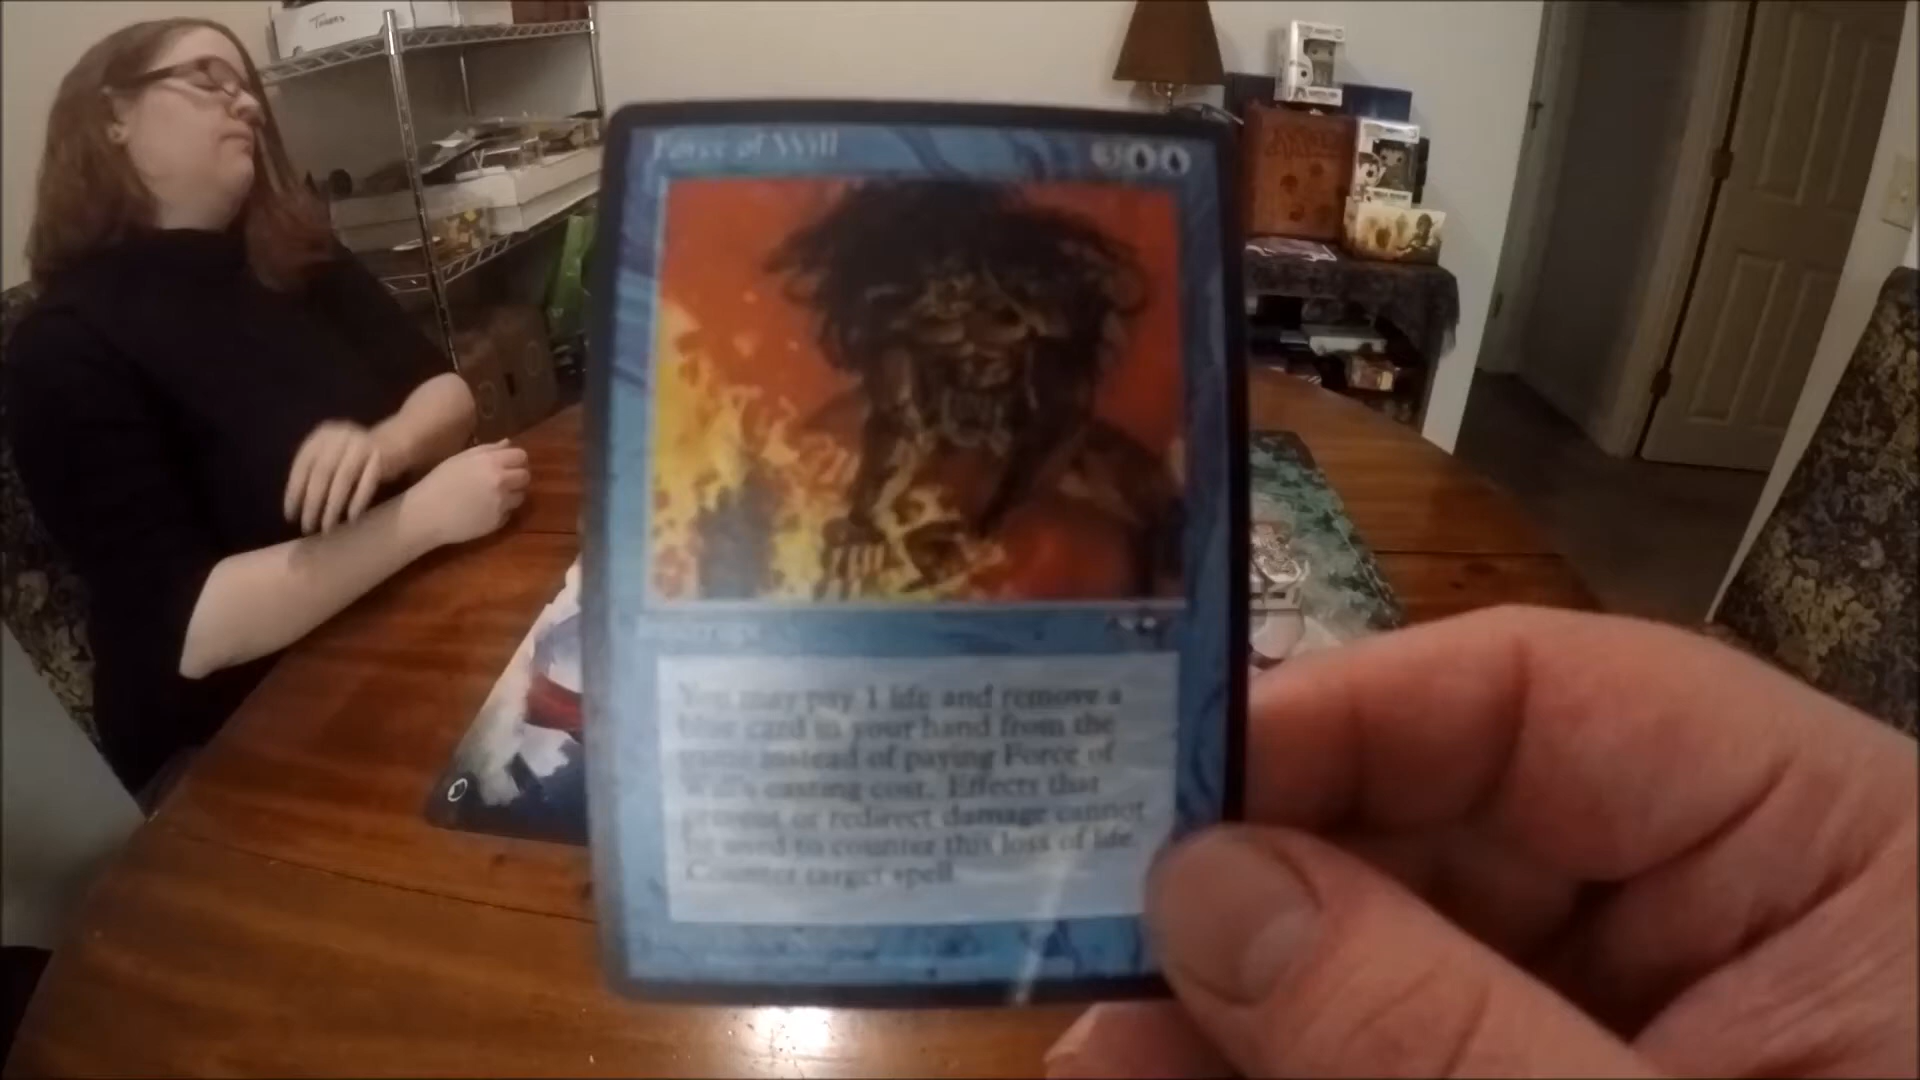 Tokens
Force of Will
3
You may pay 1 life and remove a
blue card in your hand from the
game instead of paying Force of
Will's casting cost. Effects that
prevent or redirect damage cannot
be used to counter this loss of life.
Counter target spell.